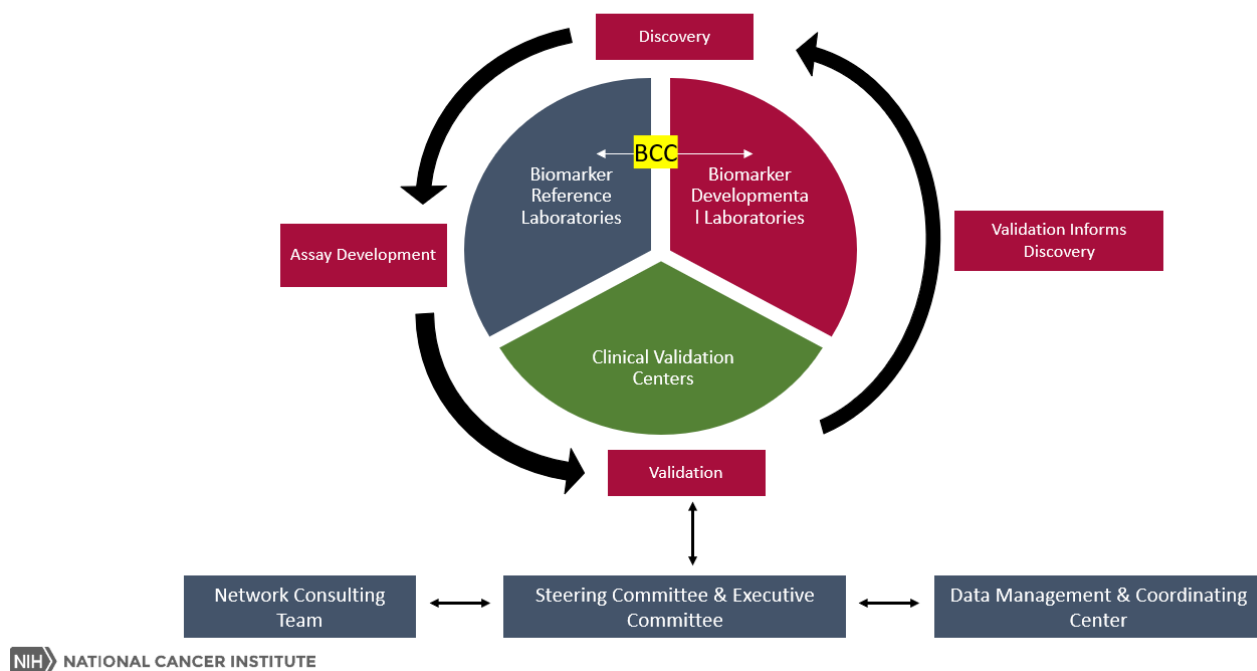 Discovery
BCC
Biomarker
Reference
Laboratories
Biomarker
Developmenta
l Laboratories
Assay Development
Validation Informs
Discovery
Clinical Validation
Centers
Validation
Network Consulting
Team
Steering Committee & Executive
Committee
Data Management & Coordinating
Center
NIH NATIONAL CANCER INSTITUTE